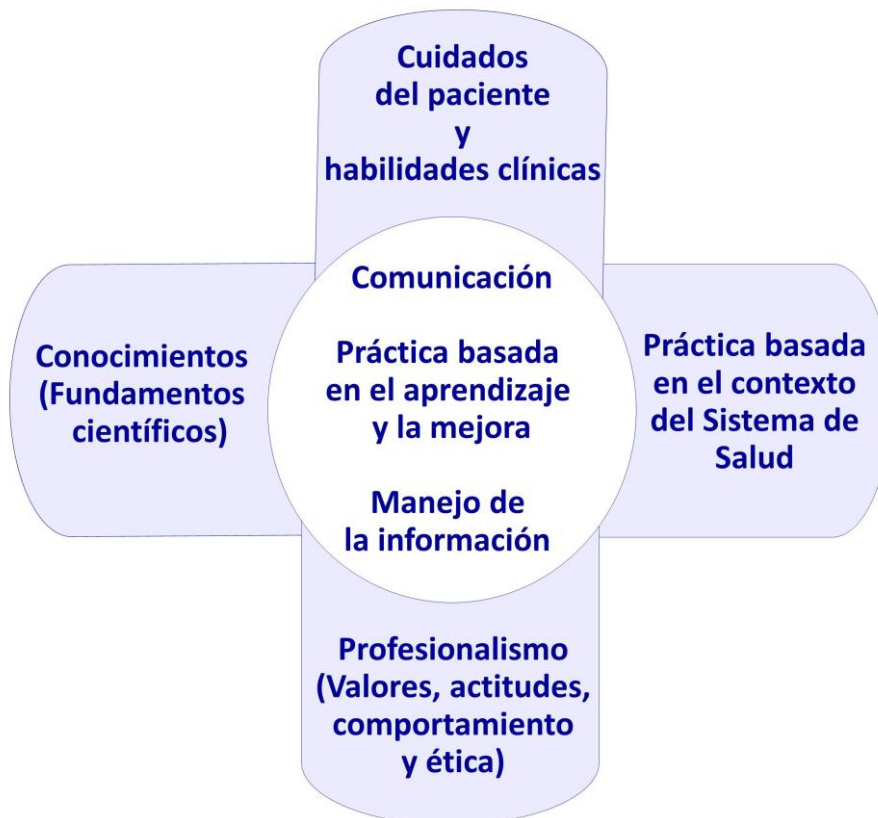 Cuidados
del paciente
y
habilidades clínicas
Comunicación
Práctica basada
en el aprendizaje
y la mejora
Manejo de
la información
Conocimientos
(Fundamentos
científicos)
Práctica basada
en el contexto
del Sistema de
Salud
Profesionalismo
(Valores, actitudes,
comportamiento
y ética)